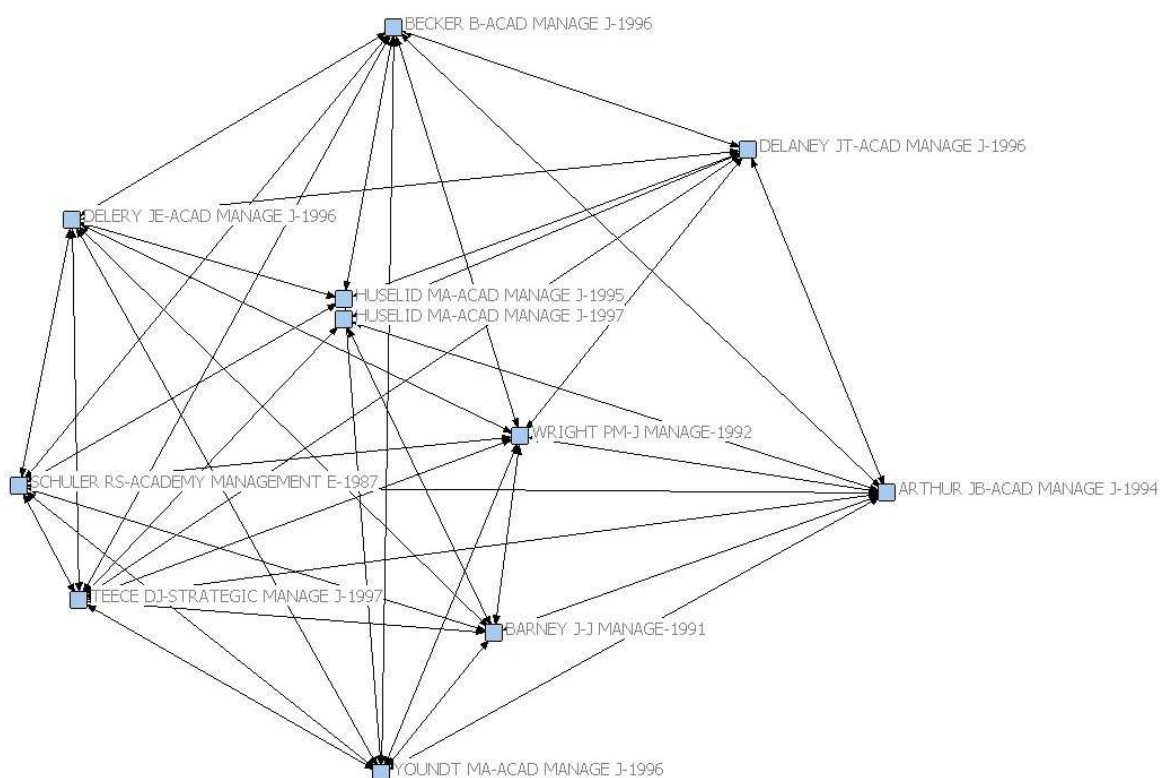 BECKER B-ACAD MANAGE J-1996
DELANEY JT-ACAD MANAGE J-1996
DELERY JE-ACAD MANAGE J-1996
HUSELID MA-ACAD MANAGE J-1995
HUSELID MA-ACAD MANAGE J-1997
WRIGHT PM-J MANAGE-1992
SCHULER RS-ACADEMY MANAGEMENT E-1987
ARTHUR JB-ACAD MANAGE J-1994
TEECE DJ-STRATEGIC MANAGE J-1997
BARNEY J-J MANAGE-1991
YOUNDT MA-ACAD MANAGE J-1996